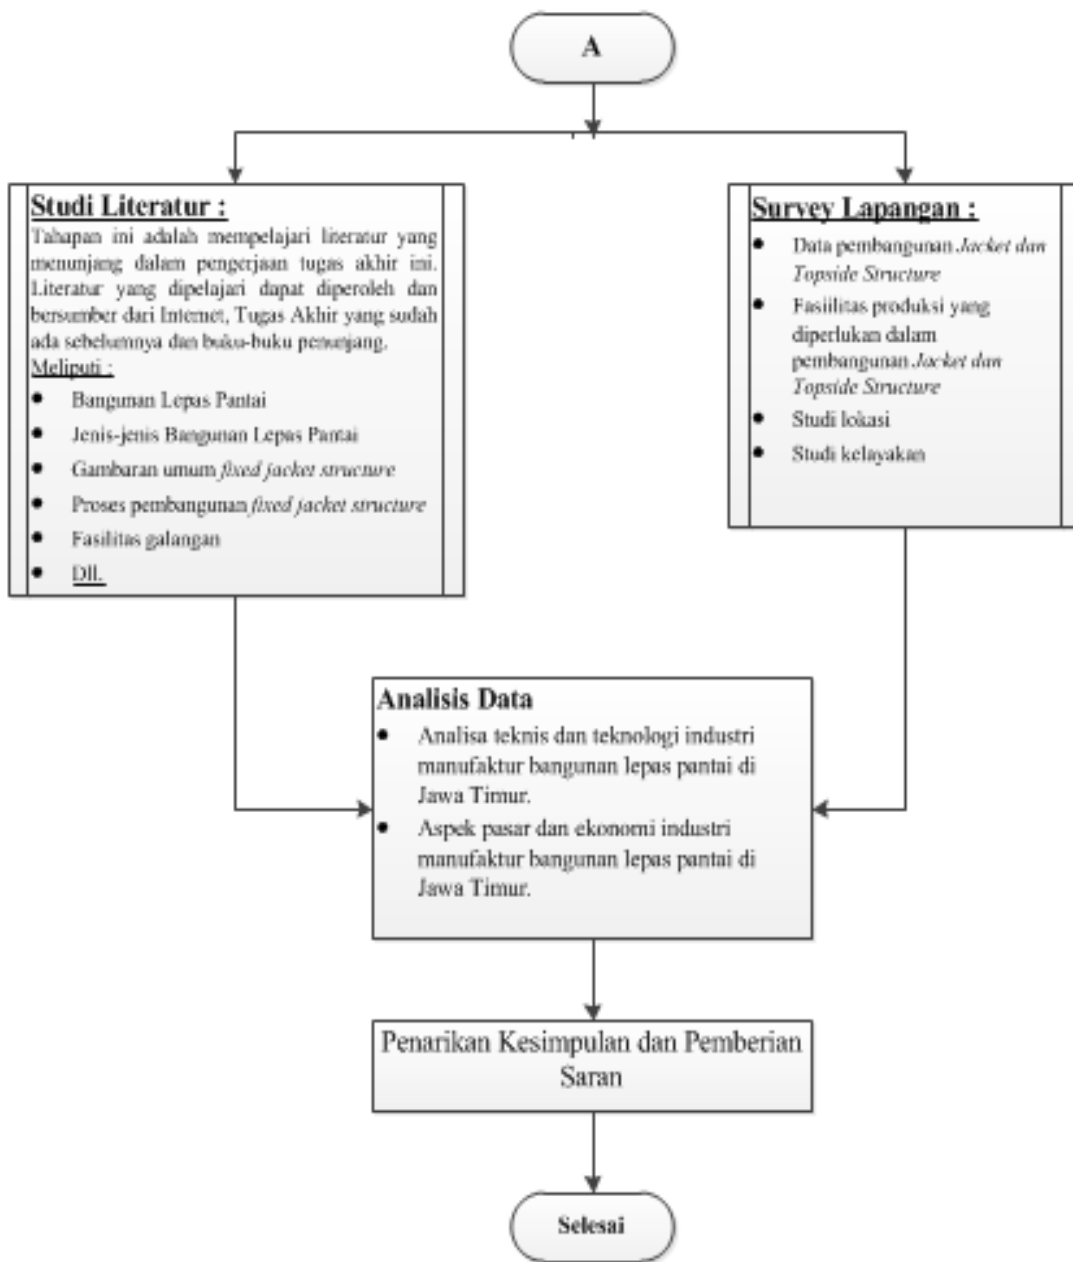 A
Studi Literatur :
Tahapan ini adalah mempelajari literatur yang
menunjang dalam pengerjaan tugas akhir ini.
Literatur yang dipelajari dapat diperoleh dan
bersumber dari Internet, Tugas Akhir yang sudah
ada sebelumnya dan buku-buku penunjang.
Meliputi :
● Bangunan Lepas Pantai
● Jenis-jenis Bangunan Lepas Pantai
● Gambaran umum fixed jacket structure
● Proses pembangunan fixed jacket structure
● Fasilitas galangan
● Dll.
Survey Lapangan :
● Data pembangunan Jacket dan
Topside Structure
● Fasiilitas produksi yang
diperlukan dalam
pembangunan Jacket dan
Topside Structure
● Studi lokasi
● Studi kelayakan
Analisis Data
● Analisa teknis dan teknologi industri
manufaktur bangunan lepas pantai di
Jawa Timur.
● Aspek pasar dan ekonomi industri
manufaktur bangunan lepas pantai di
Jawa Timur.
Penarikan Kesimpulan dan Pemberian
Saran
Selesai